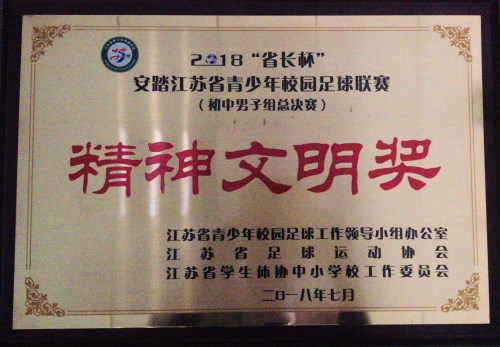 2018“省长杯”
安踏江苏省青少年校园足球联赛
（初中男子组总决赛）
精神文明奖
江苏省青少年校园足球工作领导小组办公室
江苏省足球运动协会
江苏省学生体协中小学校工作委员会
二〇一八年七月